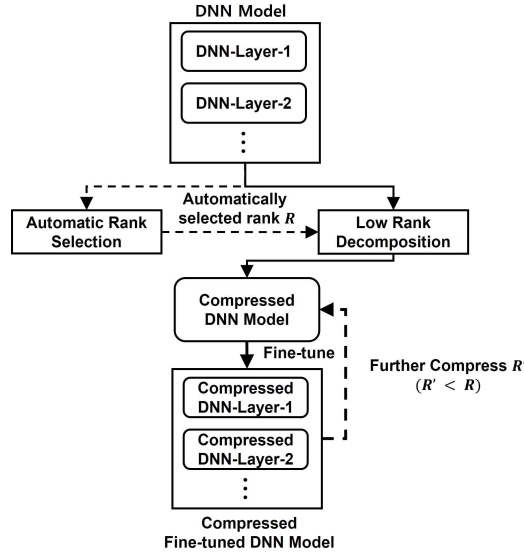 DNN Model
DNN-Layer-1
DNN-Layer-2
Automatically
selected rank R
Automatic Rank
Selection
Low Rank
Decomposition
Compressed
DNN Model
Fine-tune
Further Compress R'
(R' < R)
Compressed
DNN-Layer-1
Compressed
DNN-Layer-2
Compressed
Fine-tuned DNN Model